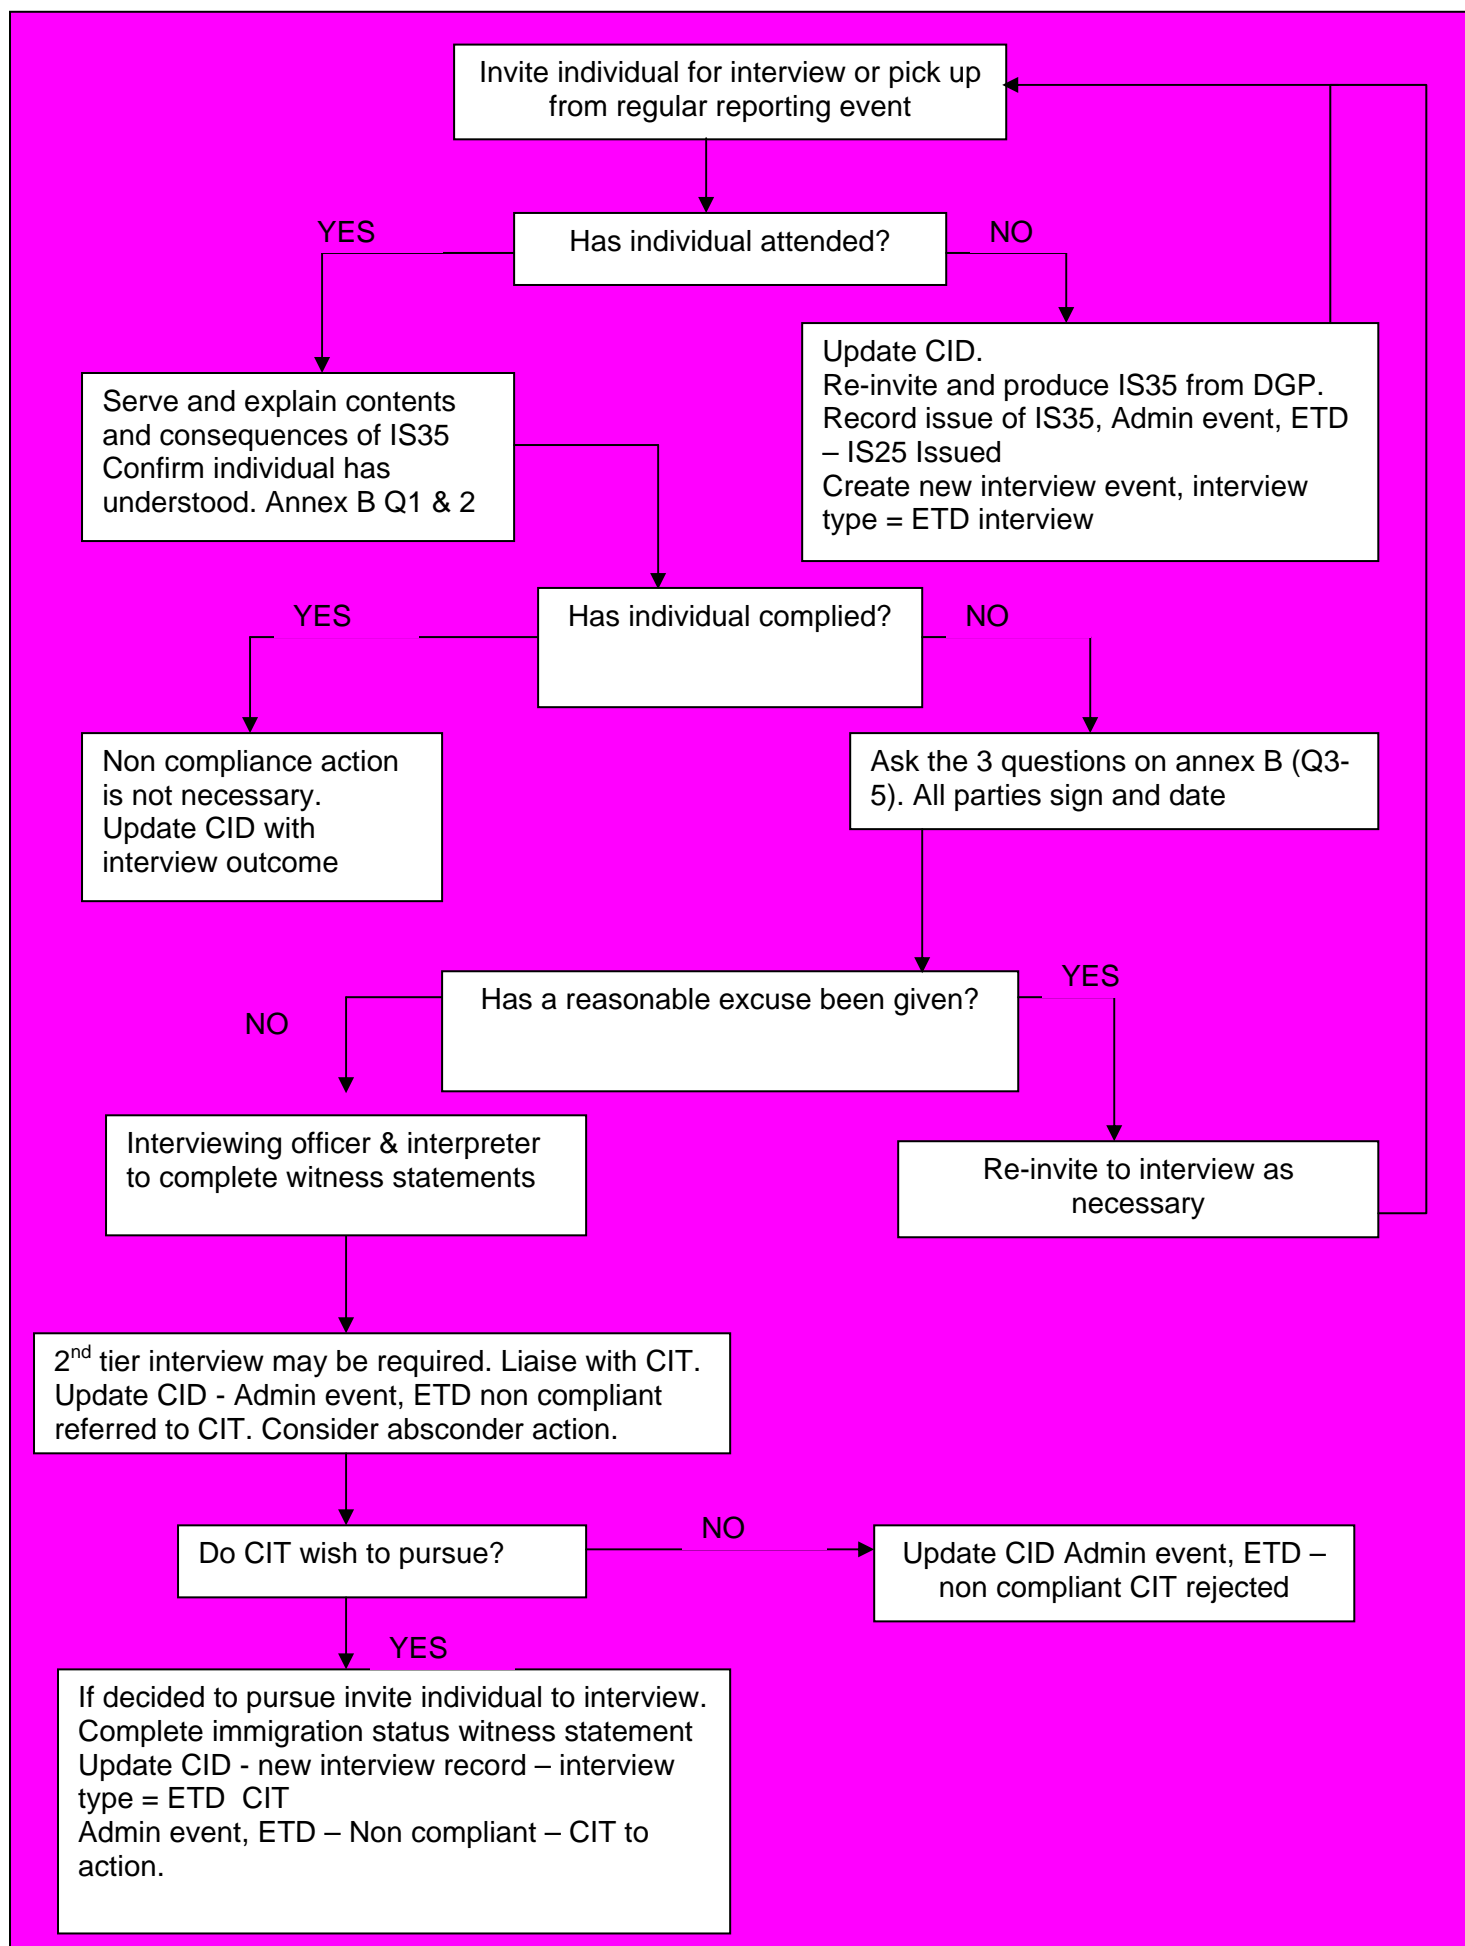 Invite individual for interview or pick up
from regular reporting event
YES
Has individual attended?
NO
Serve and explain contents
and consequences of IS35
Confirm individual has
understood. Annex B Q1 & 2
Update CID.
Re-invite and produce IS35 from DGP.
Record issue of IS35, Admin event, ETD
– IS25 Issued
Create new interview event, interview
type = ETD interview
YES
Has individual complied?
NO
Non compliance action
is not necessary.
Update CID with
interview outcome
Ask the 3 questions on annex B (Q3-
5). All parties sign and date
NO
Has a reasonable excuse been given?
YES
Interviewing officer & interpreter
to complete witness statements
Re-invite to interview as
necessary
2nd tier interview may be required. Liaise with CIT.
Update CID - Admin event, ETD non compliant
referred to CIT. Consider absconder action.
Do CIT wish to pursue?
NO
Update CID Admin event, ETD –
non compliant CIT rejected
YES
If decided to pursue invite individual to interview.
Complete immigration status witness statement
Update CID - new interview record – interview
type = ETD  CIT
Admin event, ETD – Non compliant – CIT to
action.